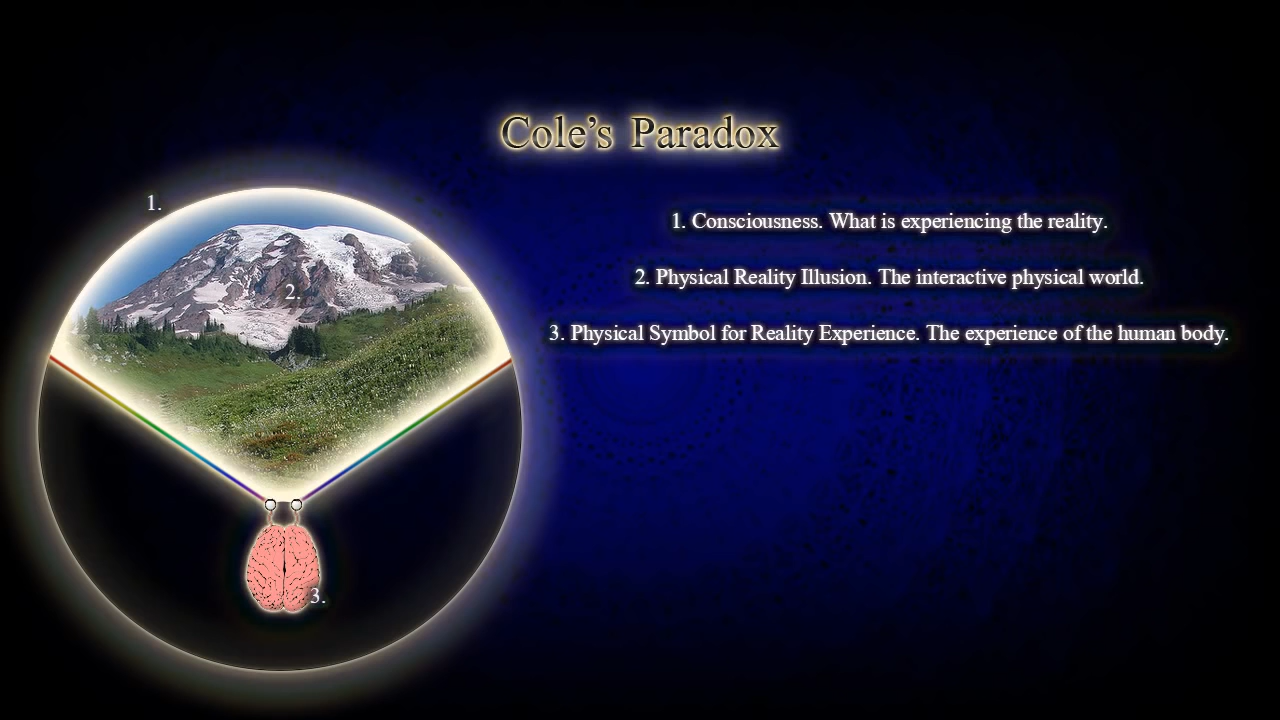 Cole's Paradox
1.
1. Consciousness. What is experiencing the reality.
2. Physical Reality Illusion. The interactive physical world.
2.
3. Physical Symbol for Reality Experience. The experience of the human body.
3.